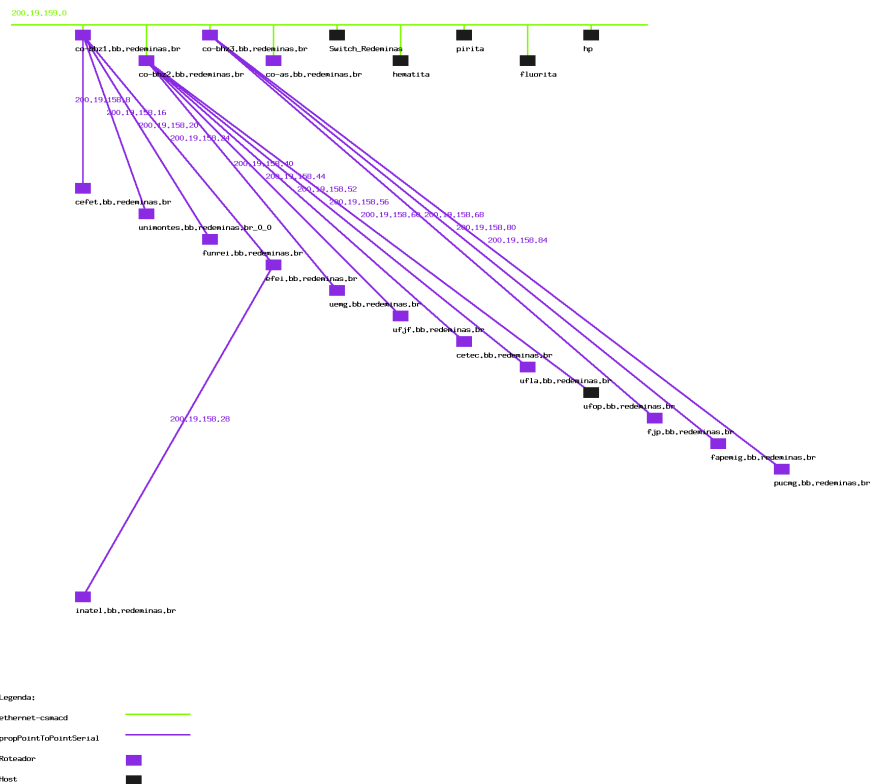 200.19.159.0
co-bhz1.bb.redeminas.br
co-bhz3.bb.redeminas.br
Switch_Redeminas
pirita
hp
co-bhz2.bb.redeminas.br
co-as.bb.redeminas.br
hematita
fluorita
200.19.158.8
200.19.158.16
200.19.158.20
200.19.158.24
200.19.158.40
200.19.158.44
200.19.158.52
200.19.158.56
200.19.158.60
200.19.158.68
200.19.158.80
200.19.158.84
cefet.bb.redeminas.br
unimontes.bb.redeminas.br_0_0
funrei.bb.redeminas.br
efei.bb.redeminas.br
uemg.bb.redeminas.br
ufjf.bb.redeminas.br
cetec.bb.redeminas.br
ufla.bb.redeminas.br
ufop.bb.redeminas.br
200.19.158.28
fjp.bb.redeminas.br
fapemig.bb.redeminas.br
pucmg.bb.redeminas.br
inatel.bb.redeminas.br
Legenda:
ethernet-csmacd
propPointToPointSerial
Roteador
Host